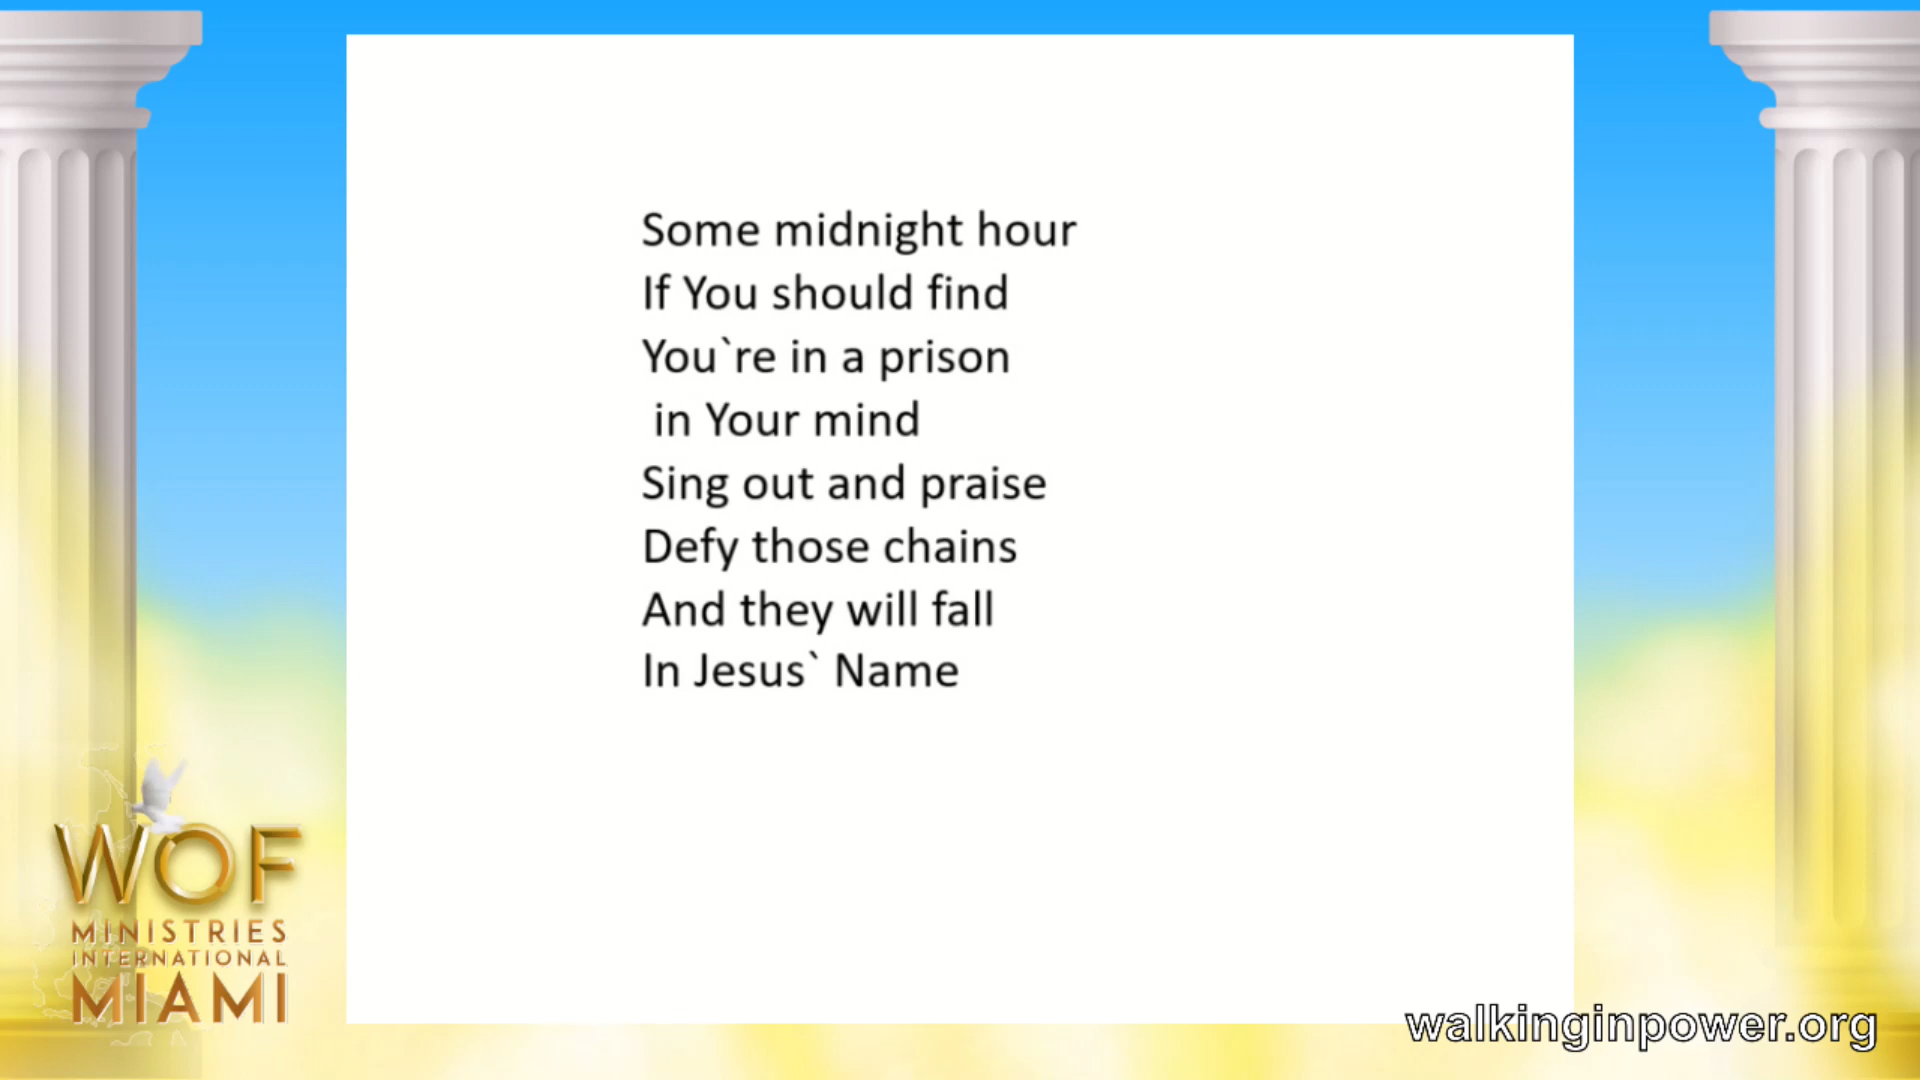 Some midnight hour
If You should find
You`re in a prison
in Your mind
Sing out and praise
Defy those chains
And they will fall
In Jesus` Name
WOF
MINISTRIES
INTERNATIONAL
MIAMI
walkinginpower.org